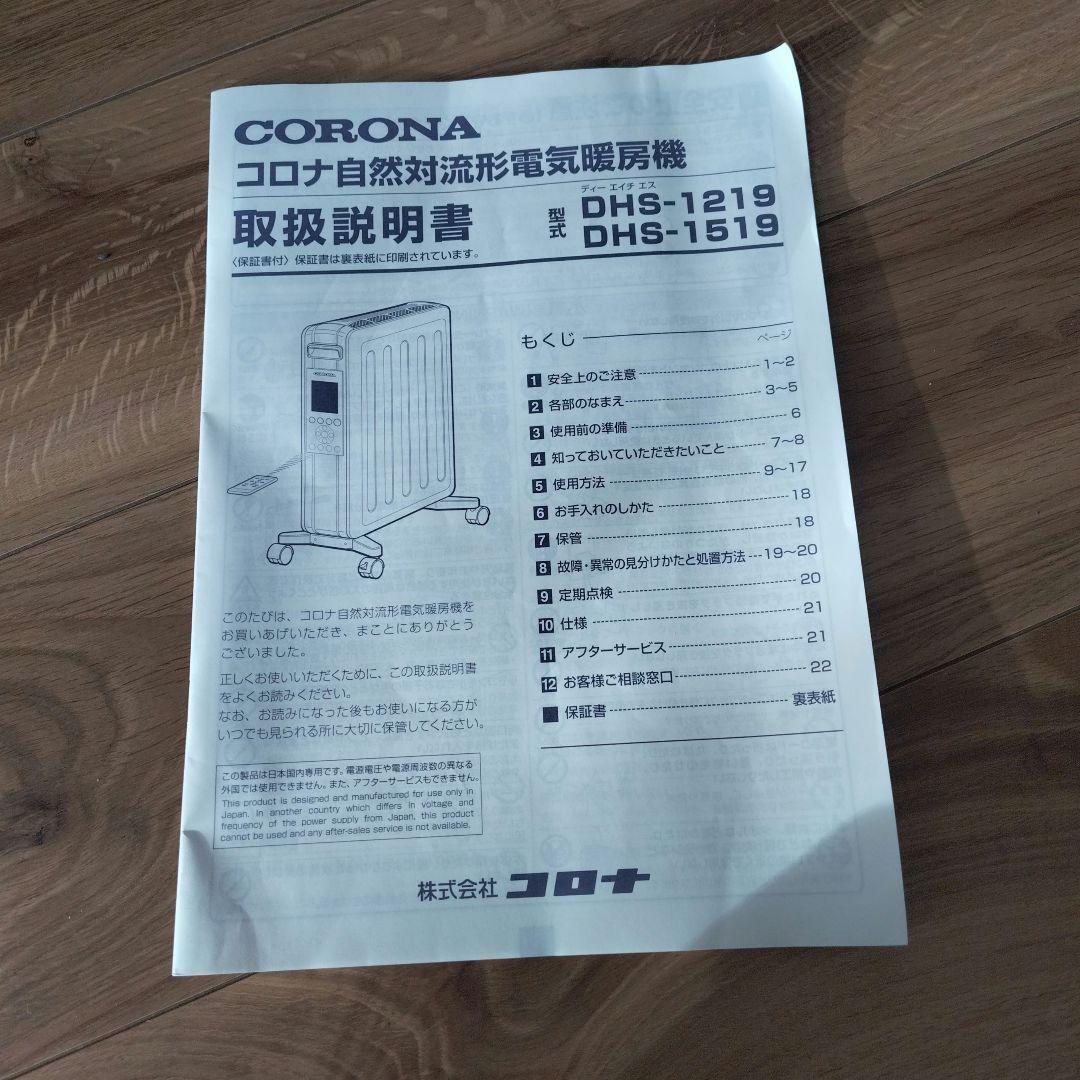 CORONA
コロナ自然対流形電気暖房機
取扱説明書
型式
ディー エイチ エス
DHS-1219
DHS-1519
〈保証書付〉保証書は裏表紙に印刷されています。
もくじ
ページ
1 安全上のご注意 1～2
2 各部のなまえ 3～5
3 使用前の準備 6
4 知っておいていただきたいこと 7～8
5 使用方法 9～17
6 お手入れのしかた 18
7 保管 18
8 故障・異常の見分けかたと処置方法 19～20
9 定期点検 20
10 仕様 21
11 アフターサービス 21
12 お客様ご相談窓口 22
保証書 裏表紙
このたびは、コロナ自然対流形電気暖房機を
お買いあげいただき、まことにありがとう
ございました。
正しくお使いいただくために、この取扱説明書
をよくお読みください。
なお、お読みになった後もお使いになる方が
いつでも見られる所に大切に保管してください。
この製品は日本国内専用です。電源電圧や電源周波数の異なる
外国では使用できません。また、アフターサービスもできません。
This product is designed and manufactured for use only in
Japan. In another country which differs in voltage and
frequency of the power supply from Japan, this product
cannot be used and any after-sales service is not available.
株式会社 コロナ